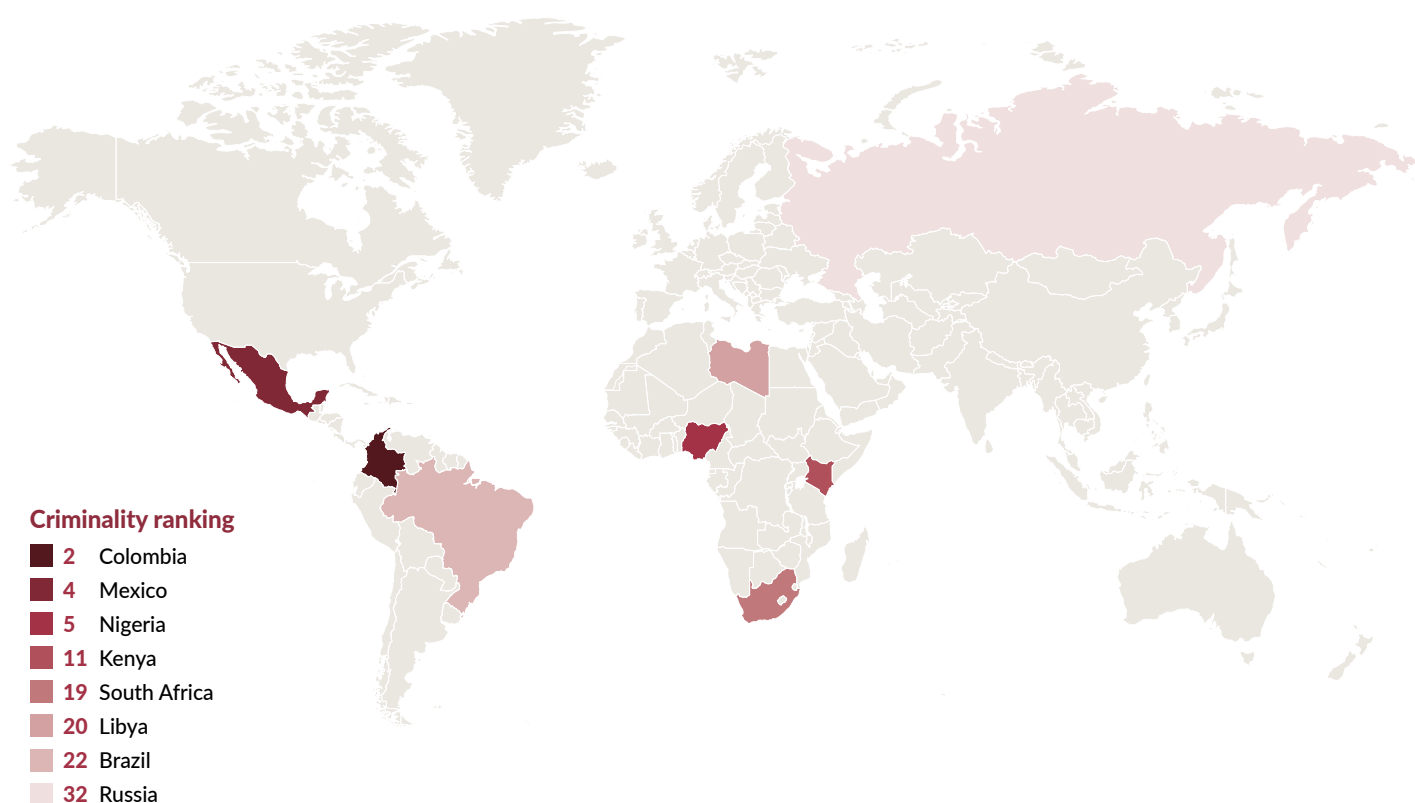 Criminality ranking
2 Colombia
4 Mexico
5 Nigeria
11 Kenya
19 South Africa
20 Libya
22 Brazil
32 Russia